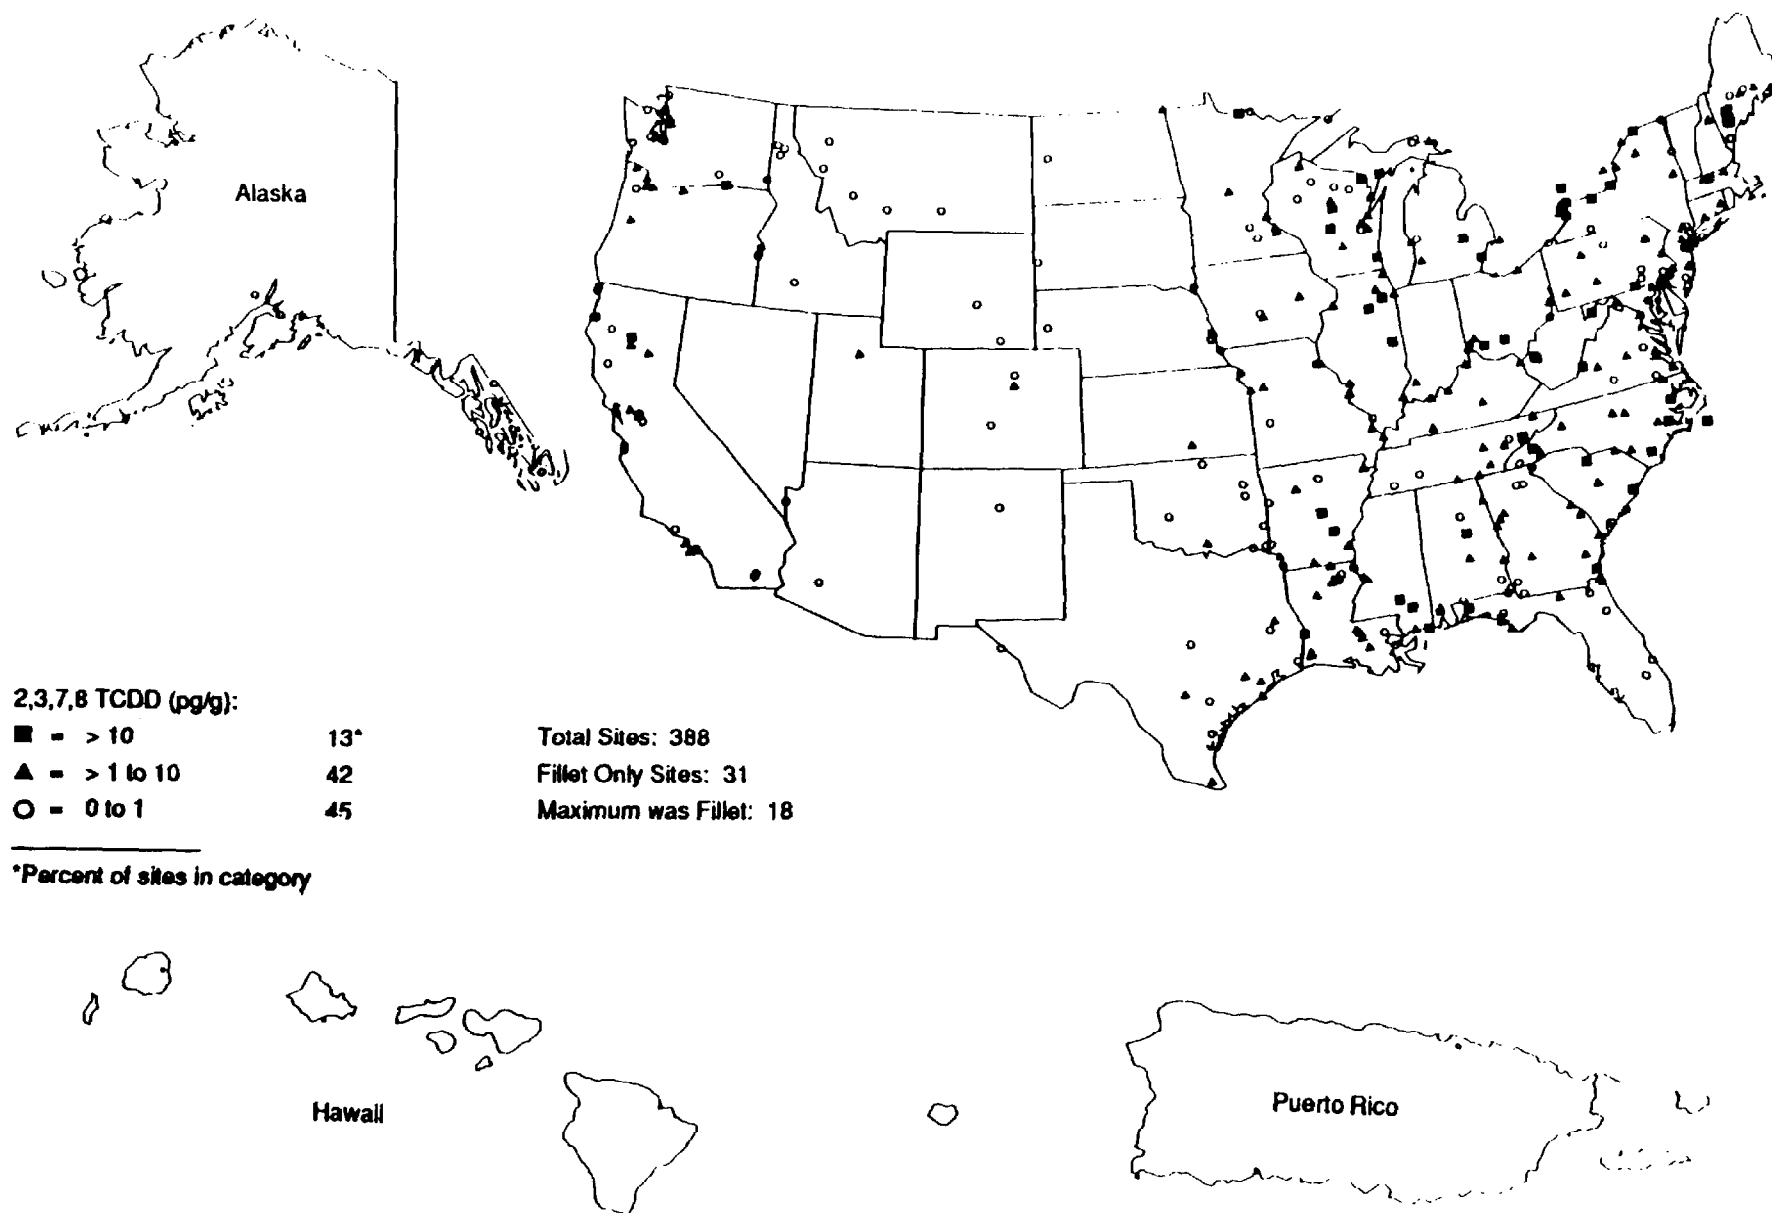 Alaska
2,3,7,8 TCDD (pg/g):
■ = > 10 13* Total Sites: 388
▲ = > 1 to 10 42 Fillet Only Sites: 31
O = 0 to 1 45 Maximum was Fillet: 18
*Percent of sites in category
Hawaii
Puerto Rico